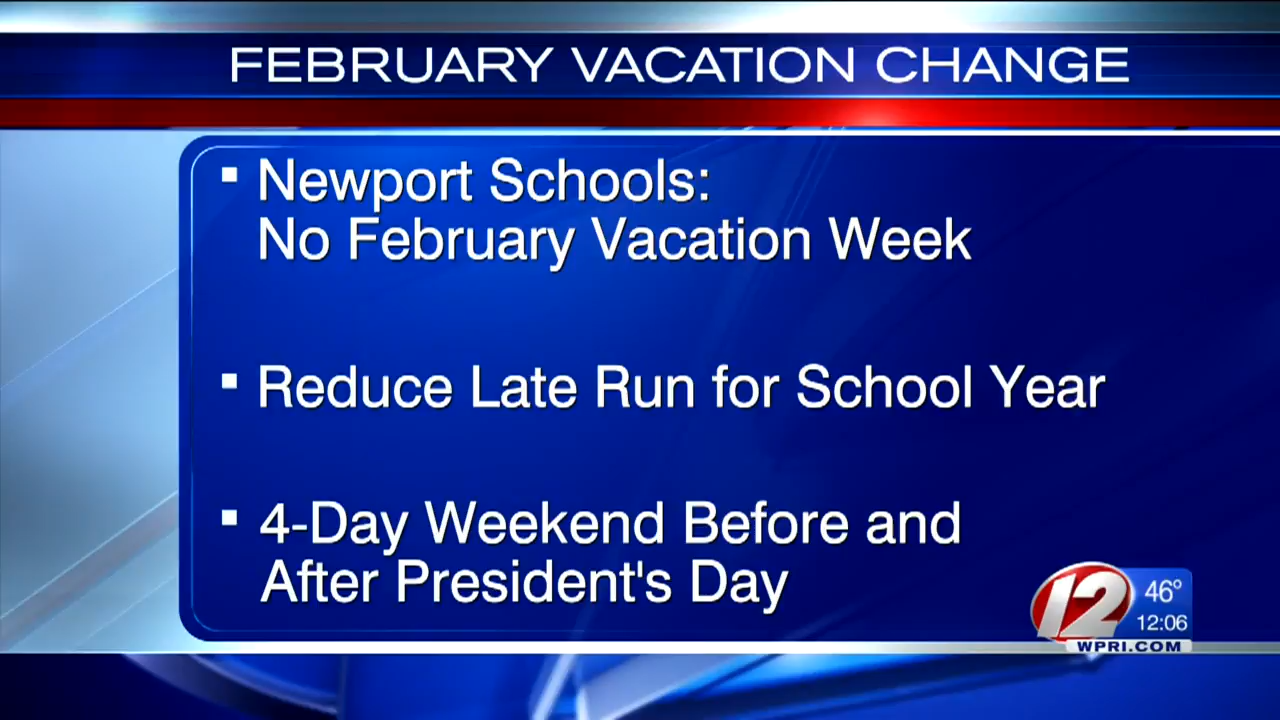 FEBRUARY VACATION CHANGE
▪ Newport Schools:
No February Vacation Week
▪ Reduce Late Run for School Year
▪ 4-Day Weekend Before and
After President's Day
12
46°
12:06
WPRI.COM